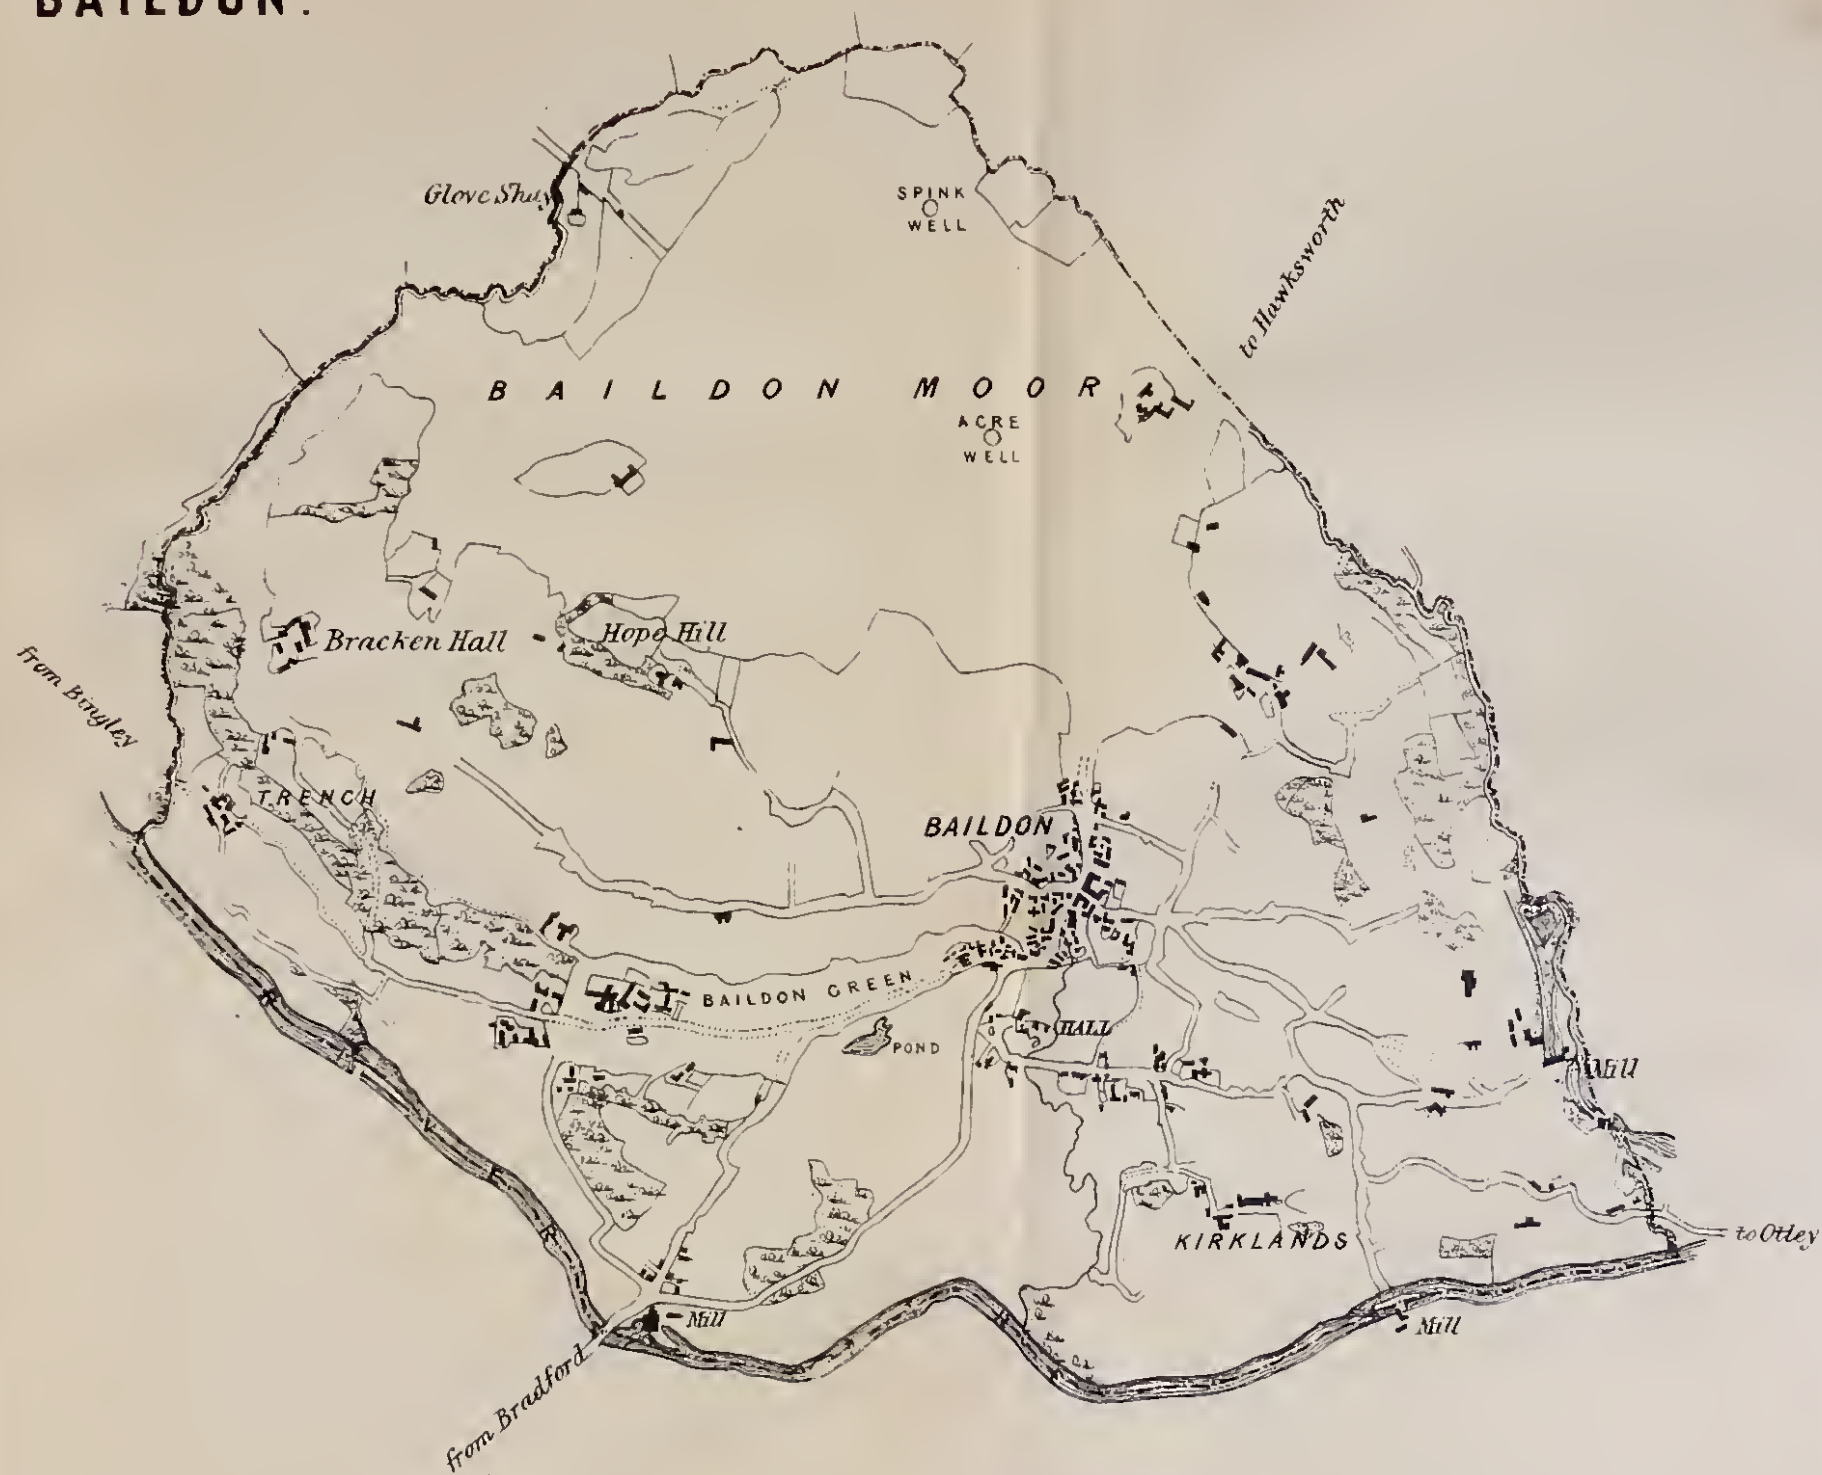 BAILDON.
Glove Shay
SPINK
WELL
to Hawksworth
BAILDON MOOR
ACRE
WELL
Bracken Hall
Hope Hill
from Bingley
TRENCH
BAILDON
BAILDON GREEN
POND
HALL
Mill
RIVER
KIRKLANDS
to Otley
Mill
Mill
from Bradford